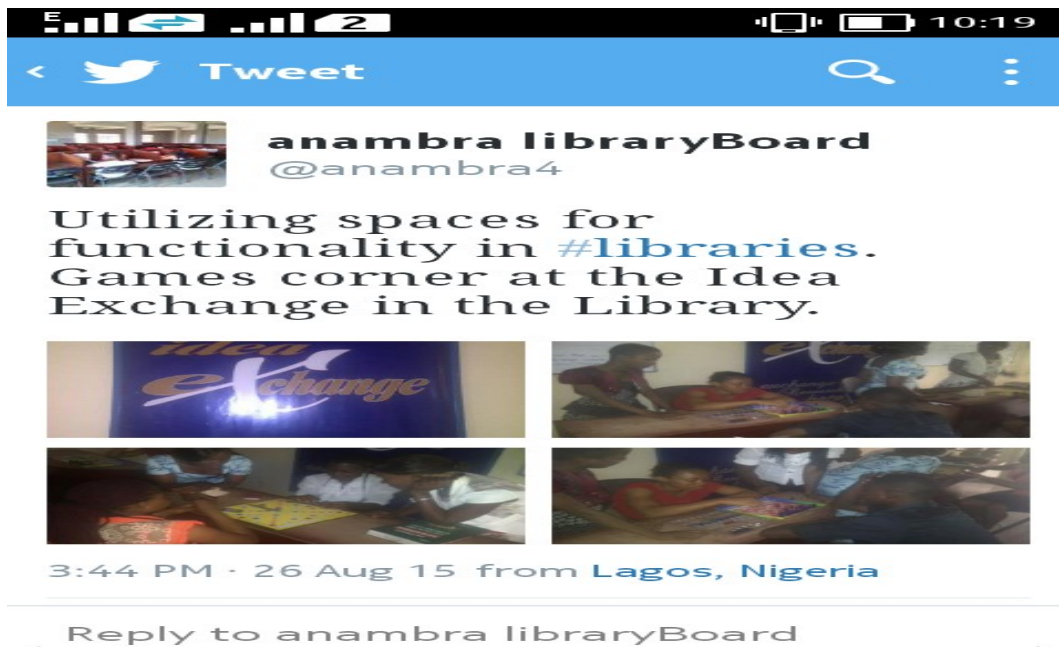 E
2
10:19
Tweet
anambra libraryBoard
@anambra4
Utilizing spaces for
functionality in #libraries.
Games corner at the Idea
Exchange in the Library.
idea
eXchange
3:44 PM · 26 Aug 15 from Lagos, Nigeria
Reply to anambra libraryBoard